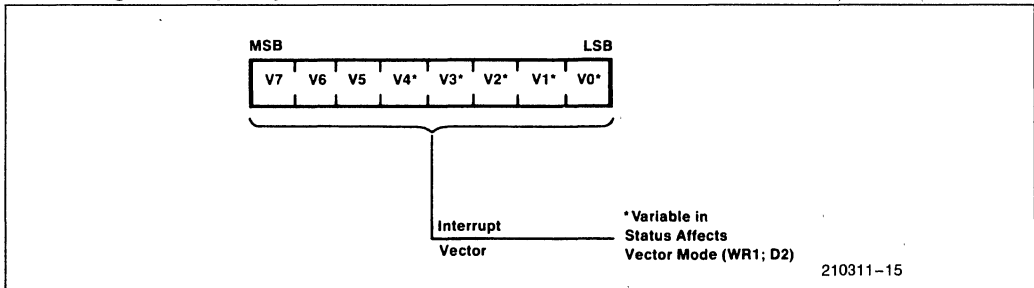 MSB LSB
V7 V6 V5 V4* V3* V2* V1* V0*
Interrupt
Vector
*Variable in
Status Affects
Vector Mode (WR1; D2)
210311–15